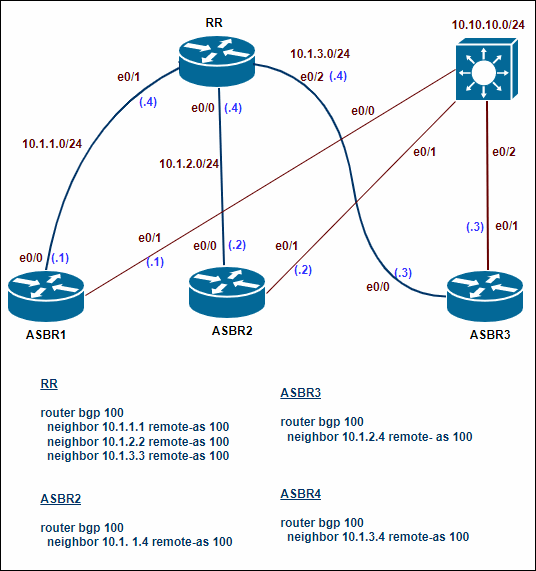 RR
10.10.10.0/24
10.1.3.0/24
e0/1
e0/2 (.4)
(.4)
e0/0 (.4)
e0/0
10.1.1.0/24
10.1.2.0/24
e0/1
e0/2
(.3) e0/1
e0/1
(.1)
e0/0 (.2)
e0/1
(.2)
e0/0 (.1)
(.3)
e0/0
ASBR1
ASBR2
ASBR3
RR
router bgp 100
neighbor 10.1.1.1 remote-as 100
neighbor 10.1.2.2 remote-as 100
neighbor 10.1.3.3 remote-as 100
ASBR3
router bgp 100
neighbor 10.1.2.4 remote- as 100
ASBR2
router bgp 100
neighbor 10.1. 1.4 remote-as 100
ASBR4
router bgp 100
neighbor 10.1.3.4 remote-as 100